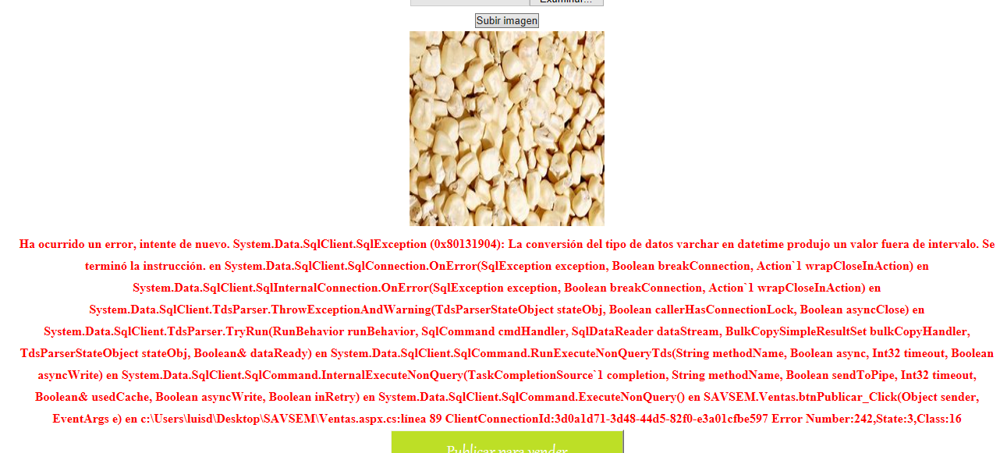 Examinar...
Subir imagen
Ha ocurrido un error, intente de nuevo. System.Data.SqlClient.SqlException (0x80131904): La conversión del tipo de datos varchar en datetime produjo un valor fuera de intervalo. Se
terminó la instrucción. en System.Data.SqlClient.SqlConnection.OnError(SqlException exception, Boolean breakConnection, Action`1 wrapCloseInAction) en
System.Data.SqlClient.SqlInternalConnection.OnError(SqlException exception, Boolean breakConnection, Action`1 wrapCloseInAction) en
System.Data.SqlClient.TdsParser.ThrowExceptionAndWarning(TdsParserStateObject stateObj, Boolean callerHasConnectionLock, Boolean asyncClose) en
System.Data.SqlClient.TdsParser.TryRun(RunBehavior runBehavior, SqlCommand cmdHandler, SqlDataReader dataStream, BulkCopySimpleResultSet bulkCopyHandler,
TdsParserStateObject stateObj, Boolean& dataReady) en System.Data.SqlClient.SqlCommand.RunExecuteNonQueryTds(String methodName, Boolean async, Int32 timeout, Boolean
asyncWrite) en System.Data.SqlClient.SqlCommand.InternalExecuteNonQuery(TaskCompletionSource`1 completion, String methodName, Boolean sendToPipe, Int32 timeout,
Boolean& usedCache, Boolean asyncWrite, Boolean inRetry) en System.Data.SqlClient.SqlCommand.ExecuteNonQuery() en SAVSEM.Ventas.btnPublicar_Click(Object sender,
EventArgs e) en c:\Users\luisd\Desktop\SAVSEM\Ventas.aspx.cs:línea 89 ClientConnectionId:3d0a1d71-3d48-44d5-82f0-e3a01cfbe597 Error Number:242,State:3,Class:16
Publicar para vender